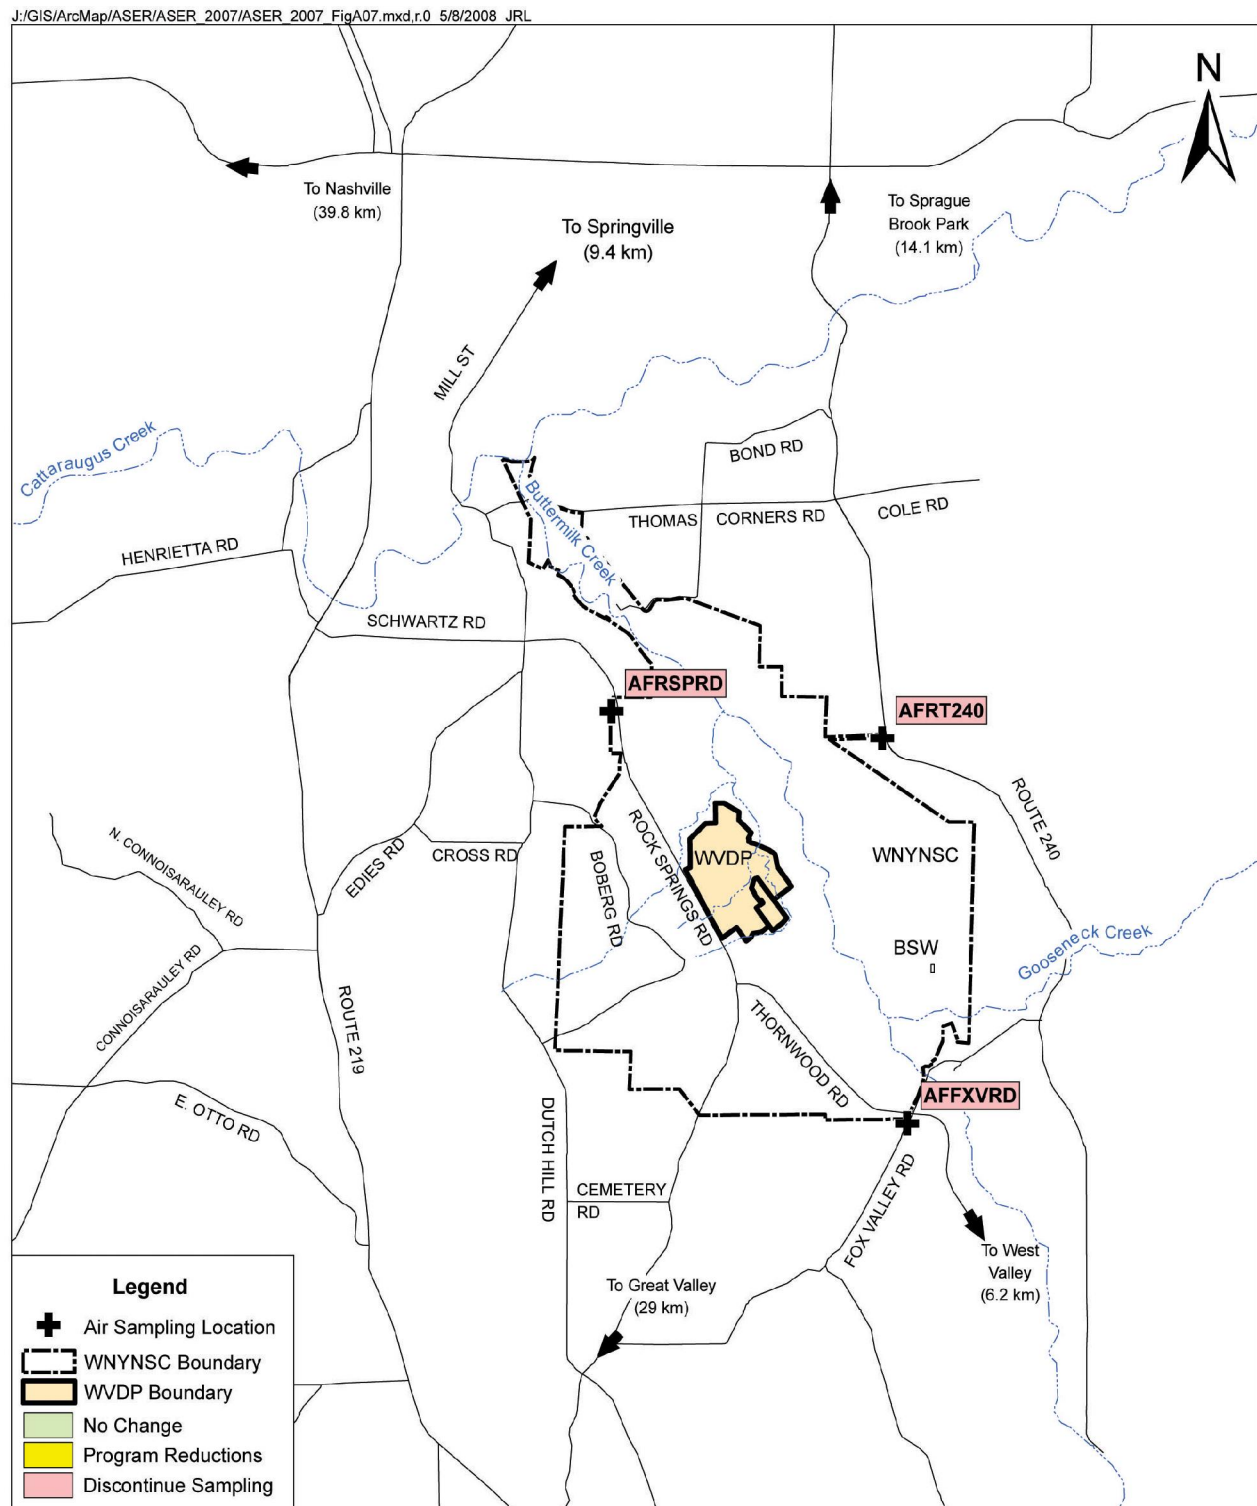 J:/GIS/ArcMap/ASER/ASER_2007/ASER_2007_FigA07.mxd,r.0 5/8/2008 JRL
N
To Nashville
(39.8 km)
To Springville
(9.4 km)
To Sprague
Brook Park
(14.1 km)
MILL ST
Cattaraugus Creek
BOND RD
Buttermilk Creek
THOMAS CORNERS RD
COLE RD
HENRIETTA RD
SCHWARTZ RD
AFRSPRD
AFRT240
ROUTE 240
N. CONNOISARAULEY RD
EDIES RD
CROSS RD
BOBERG RD
ROCK SPRINGS RD
WVDP
WNYNSC
BSW
Gooseneck Creek
CONNOISARAULEY RD
ROUTE 219
THORNWOOD RD
AFFXVRD
E. OTTO RD
DUTCH HILL RD
CEMETERY
RD
FOX VALLEY RD
To West
Valley
(6.2 km)
To Great Valley
(29 km)
Legend
Air Sampling Location
WNYNSC Boundary
WVDP Boundary
No Change
Program Reductions
Discontinue Sampling